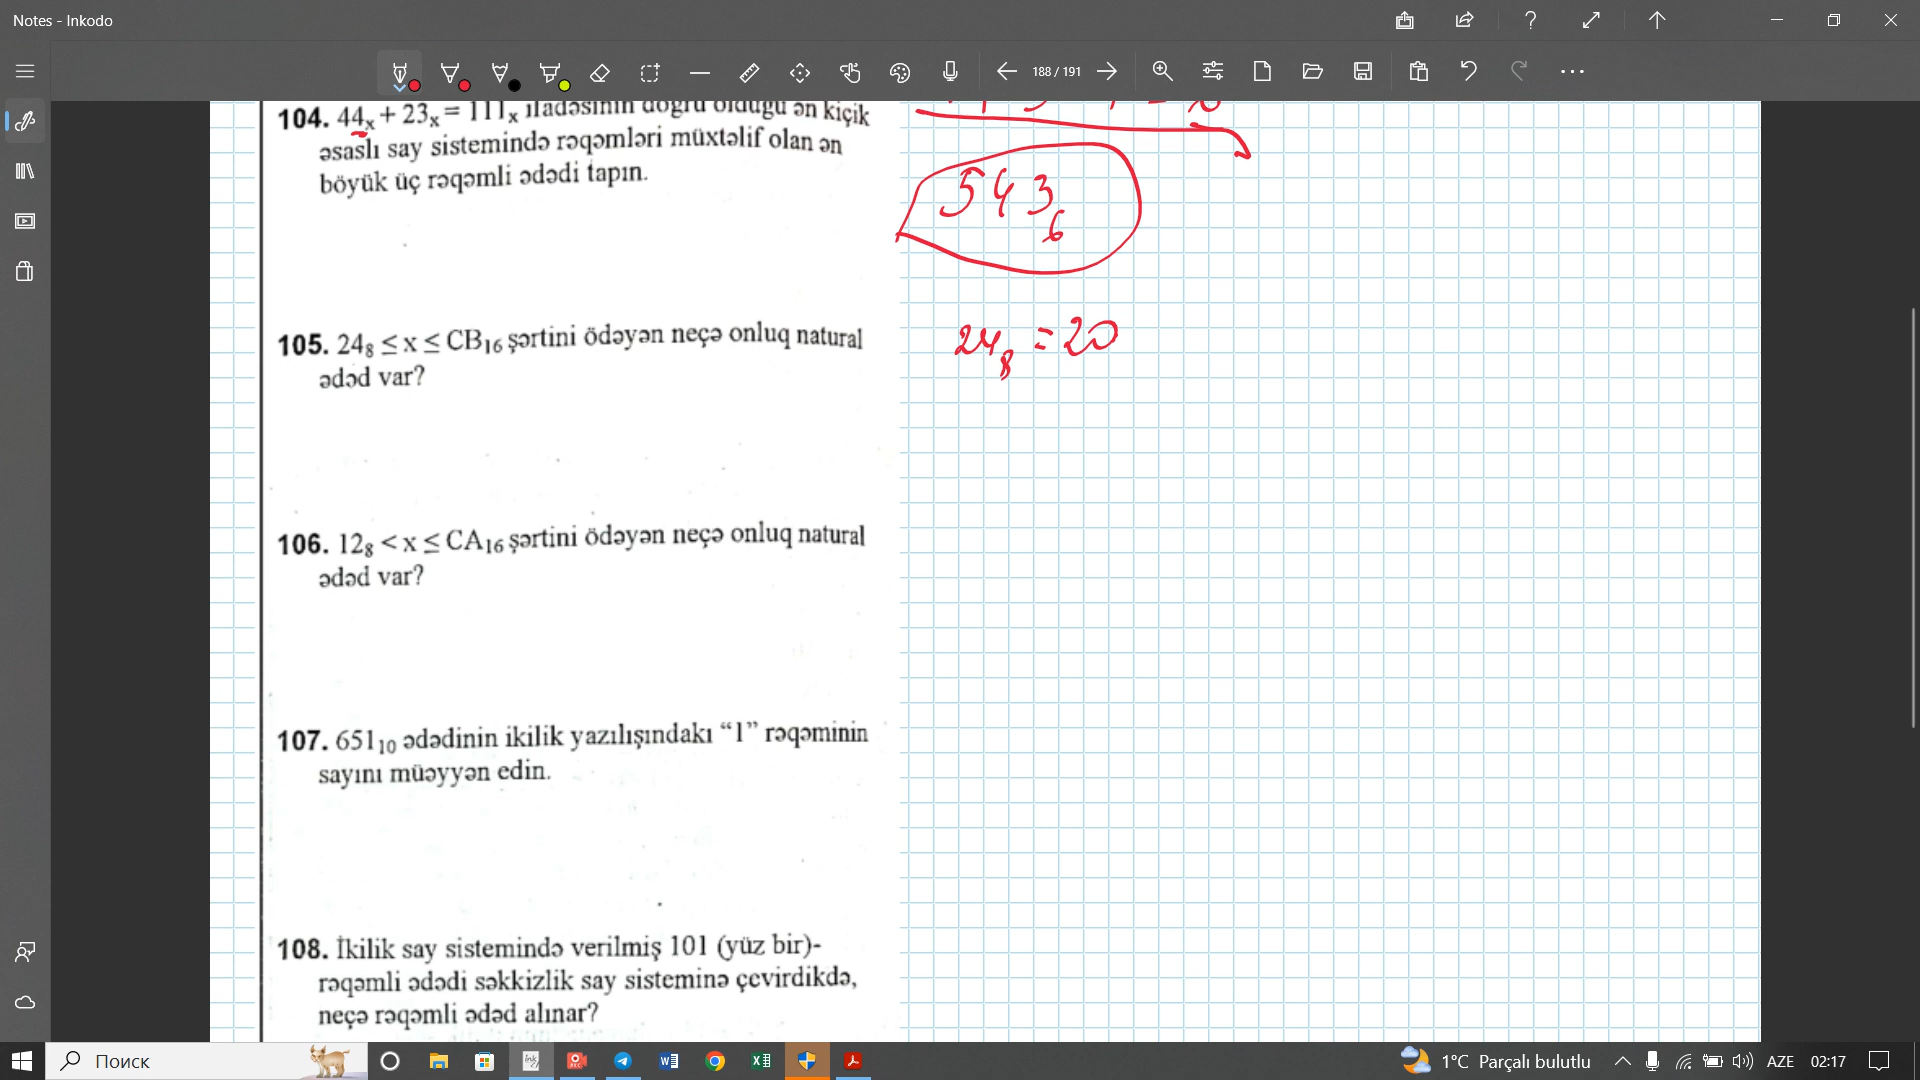 Notes - Inkodo
188 / 191
104. 44x + 23x = 111x ifadəsinin doğru olduğu ən kiçik
əsaslı say sistemində rəqəmləri müxtəlif olan ən
böyük üç rəqəmli ədədi tapın.
543₆
105. 24₈ ≤ x ≤ CB₁₆ şərtini ödəyən neçə onluq natural
ədəd var?
24₈ = 20
106. 12₈ < x ≤ CA₁₆ şərtini ödəyən neçə onluq natural
ədəd var?
107. 651₁₀ ədədinin ikilik yazılışındakı “1” rəqəminin
sayını müəyyən edin.
108. İkilik say sistemində verilmiş 101 (yüz bir)-
rəqəmli ədədi səkkizlik say sisteminə çevirdikdə,
neçə rəqəmli ədəd alınar?
Поиск
1°C Parçalı bulutlu
AZE
02:17